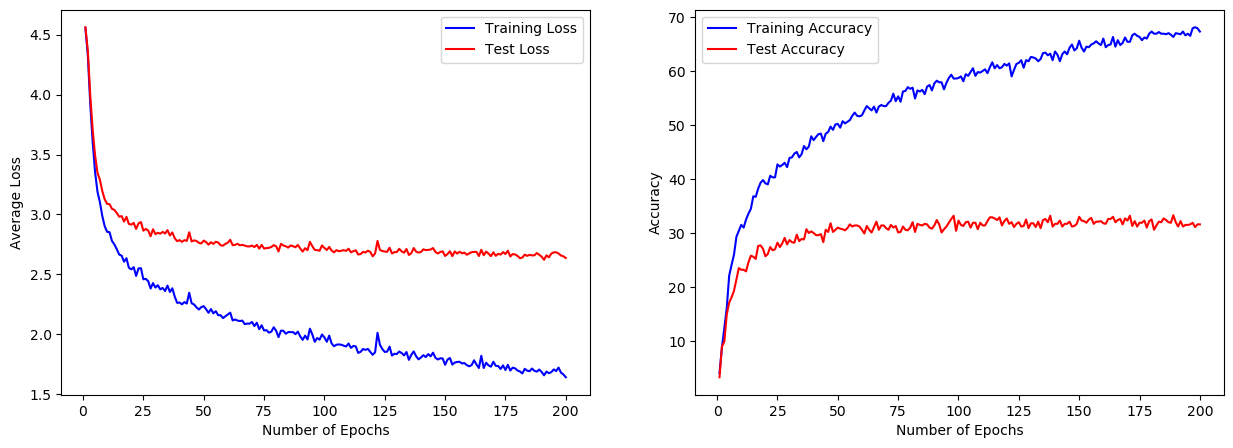 4.5
4.0
3.5
3.0
2.5
2.0
1.5
Average Loss
0 25 50 75 100 125 150 175 200
Number of Epochs
Training Loss
Test Loss
70
60
50
40
30
20
10
Accuracy
0 25 50 75 100 125 150 175 200
Number of Epochs
Training Accuracy
Test Accuracy